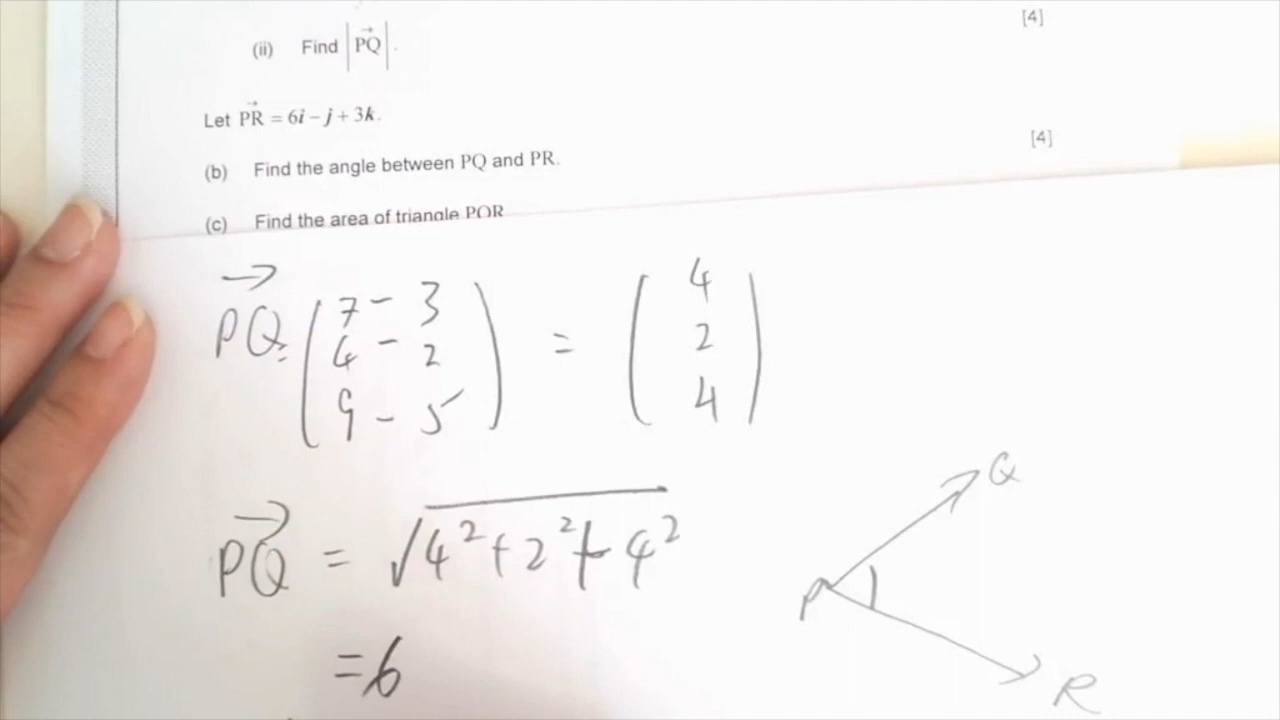 [4]
(ii) Find |PQ|.
Let PR = 6i – j + 3k.
[4]
(b) Find the angle between PQ and PR.
(c) Find the area of triangle PQR
PQ: ( 7 - 3 ) = ( 4 )
4 - 2 2
9 - 5 4
PQ = √4²+2²+4²
=6
Q
P
R